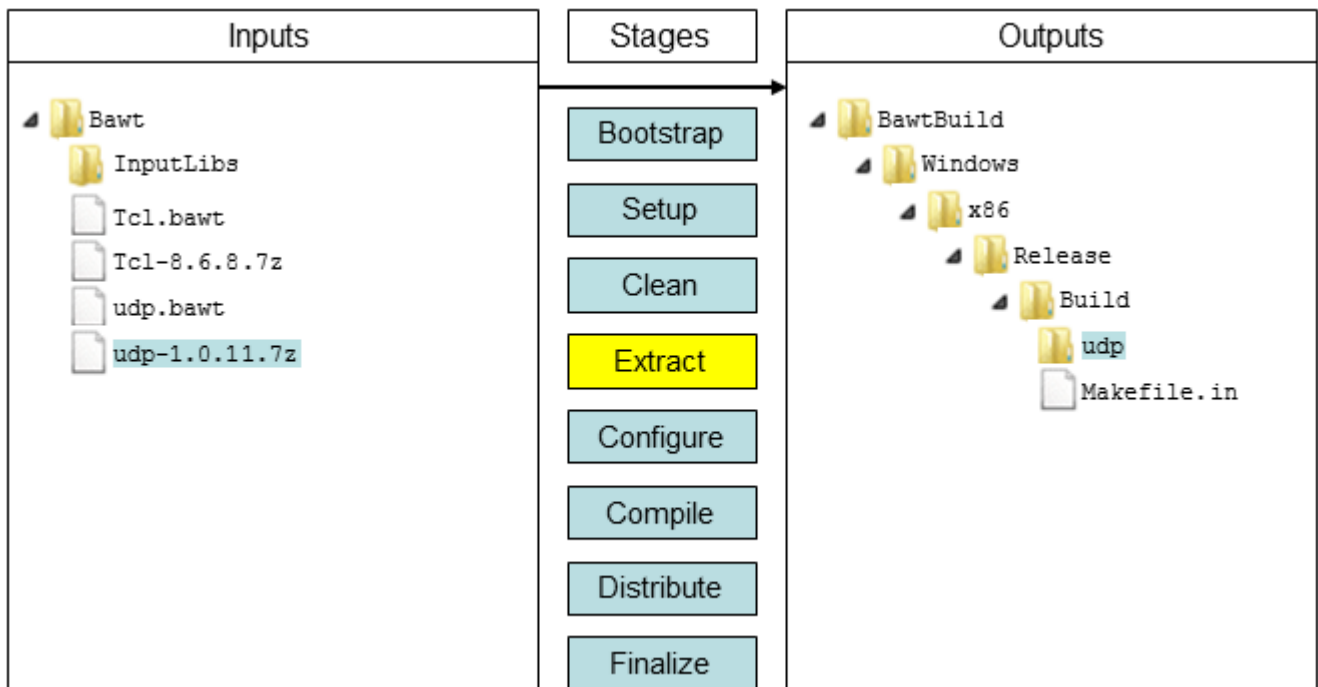 Inputs
Stages
Outputs
Bawt
InputLibs
Tcl.bawt
Tcl-8.6.8.7z
udp.bawt
udp-1.0.11.7z
Bootstrap
Setup
Clean
Extract
Configure
Compile
Distribute
Finalize
BawtBuild
Windows
x86
Release
Build
udp
Makefile.in